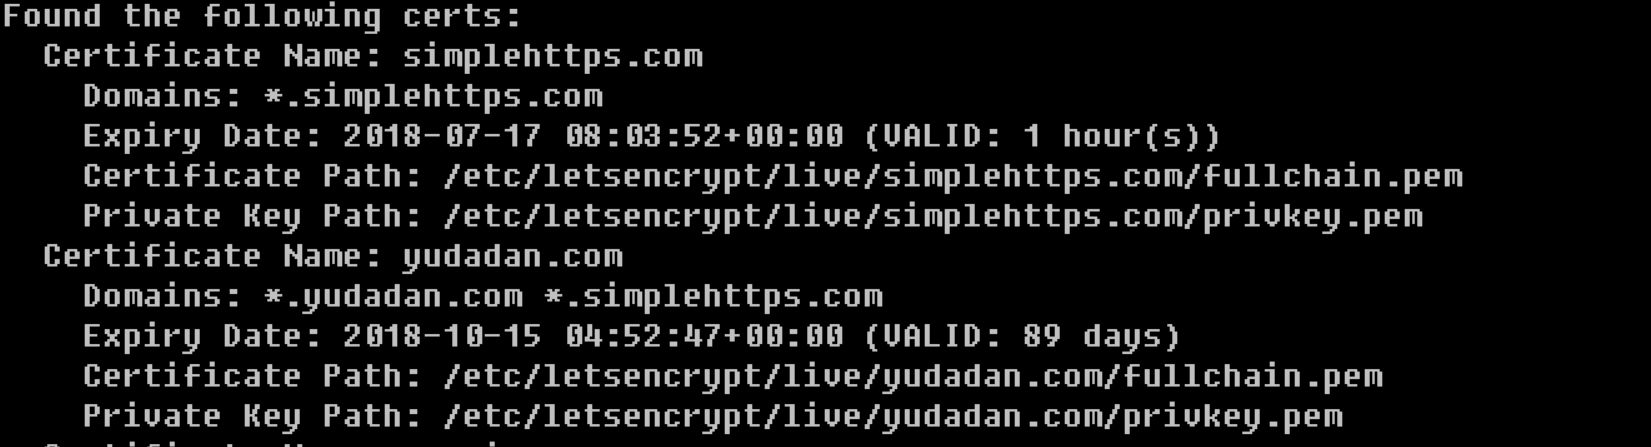 Found the following certs:
Certificate Name: simplehttps.com
Domains: *.simplehttps.com
Expiry Date: 2018-07-17 08:03:52+00:00 (VALID: 1 hour(s))
Certificate Path: /etc/letsencrypt/live/simplehttps.com/fullchain.pem
Private Key Path: /etc/letsencrypt/live/simplehttps.com/privkey.pem
Certificate Name: yudadan.com
Domains: *.yudadan.com *.simplehttps.com
Expiry Date: 2018-10-15 04:52:47+00:00 (VALID: 89 days)
Certificate Path: /etc/letsencrypt/live/yudadan.com/fullchain.pem
Private Key Path: /etc/letsencrypt/live/yudadan.com/privkey.pem